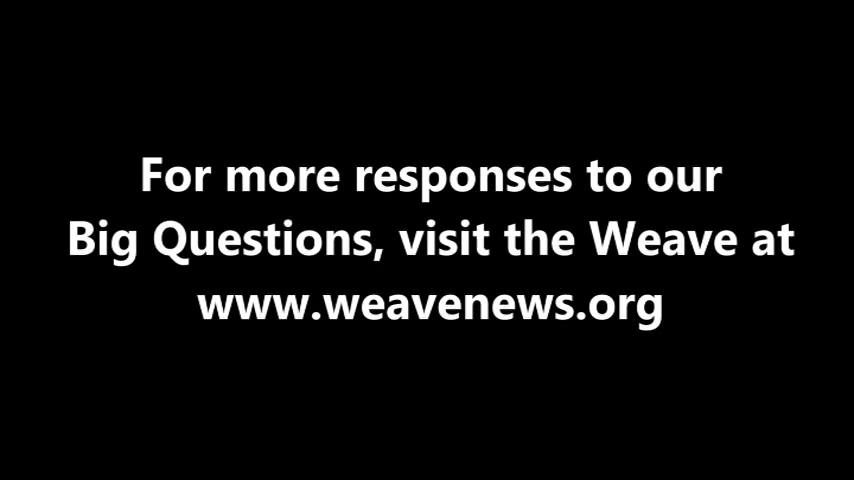 For more responses to our
Big Questions, visit the Weave at
www.weavenews.org